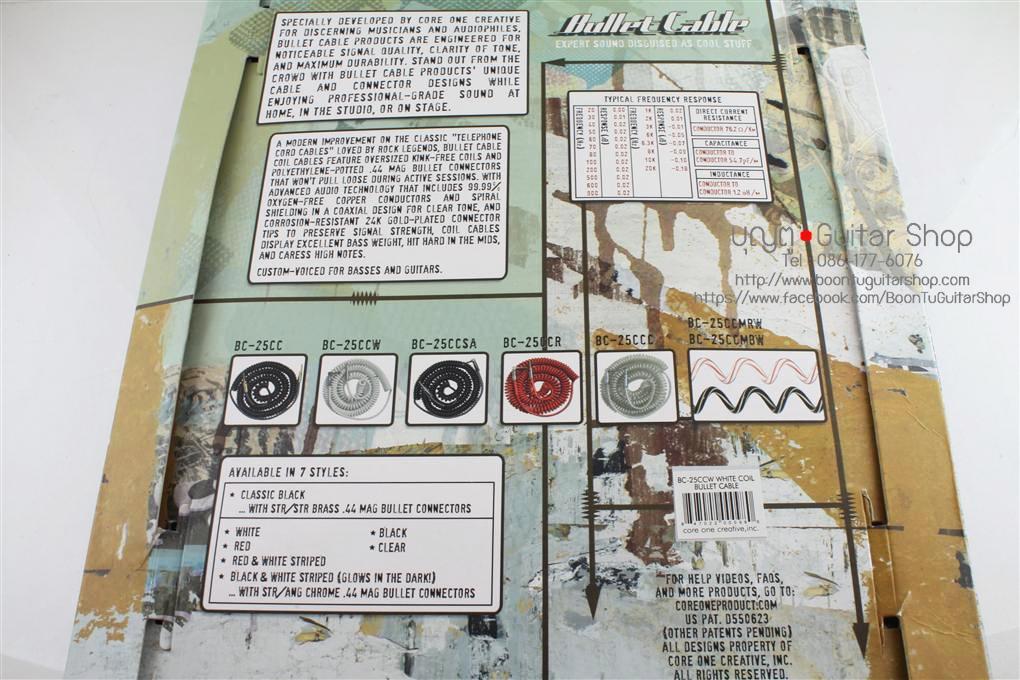 SPECIALLY DEVELOPED BY CORE ONE CREATIVE
FOR DISCERNING MUSICIANS AND AUDIOPHILES,
BULLET CABLE PRODUCTS ARE ENGINEERED FOR
NOTICEABLE SIGNAL QUALITY, CLARITY OF TONE,
AND MAXIMUM DURABILITY. STAND OUT FROM THE
CROWD WITH BULLET CABLE PRODUCTS' UNIQUE
CABLE AND CONNECTOR DESIGNS WHILE
ENJOYING PROFESSIONAL-GRADE SOUND AT
HOME, IN THE STUDIO, OR ON STAGE.
Bullet Cable
EXPERT SOUND DISGUISED AS COOL STUFF
A MODERN IMPROVEMENT ON THE CLASSIC "TELEPHONE
CORD CABLES" LOVED BY ROCK LEGENDS, BULLET CABLE
COIL CABLES FEATURE OVERSIZED KINK-FREE COILS AND
POLYETHYLENE-POTTED .44 MAG BULLET CONNECTORS
THAT WON'T PULL LOOSE DURING ACTIVE SESSIONS. WITH
ADVANCED AUDIO TECHNOLOGY THAT INCLUDES 99.99%
OXYGEN-FREE COPPER CONDUCTORS AND SPIRAL
SHIELDING IN A COAXIAL DESIGN FOR CLEAR TONE, AND
CORROSION-RESISTANT 24K GOLD-PLATED CONNECTOR
TIPS TO PRESERVE SIGNAL STRENGTH, COIL CABLES
DISPLAY EXCELLENT BASS WEIGHT, HIT HARD IN THE MIDS,
AND CARESS HIGH NOTES.
CUSTOM-VOICED FOR BASSES AND GUITARS.
TYPICAL FREQUENCY RESPONSE
DIRECT CURRENT
RESISTANCE
CAPACITANCE
CONDUCTOR TO
INDUCTANCE
CONDUCTOR TO
บุญตู่ Guitar Shop
Tel : 086-177-6076
http://www.boontuguitarshop.com
https://www.facebook.com/BoonTuGuitarShop
BC-25CC BC-25CCW BC-25CCSA BC-25CCR BC-25CCC BC-25CCMRW
BC-25CCMBW
AVAILABLE IN 7 STYLES:
★ CLASSIC BLACK
... WITH STR/STR BRASS .44 MAG BULLET CONNECTORS
★ WHITE ★ BLACK
★ RED ★ CLEAR
★ RED & WHITE STRIPED
★ BLACK & WHITE STRIPED (GLOWS IN THE DARK!)
... WITH STR/ANG CHROME .44 MAG BULLET CONNECTORS
BC-25CCW WHITE COIL
BULLET CABLE
core one creative,inc.
FOR HELP VIDEOS, FAQS,
AND MORE PRODUCTS, GO TO:
COREONEPRODUCT.COM
US PAT. D550623
(OTHER PATENTS PENDING)
ALL DESIGNS PROPERTY OF
CORE ONE CREATIVE, INC.
ALL RIGHTS RESERVED.